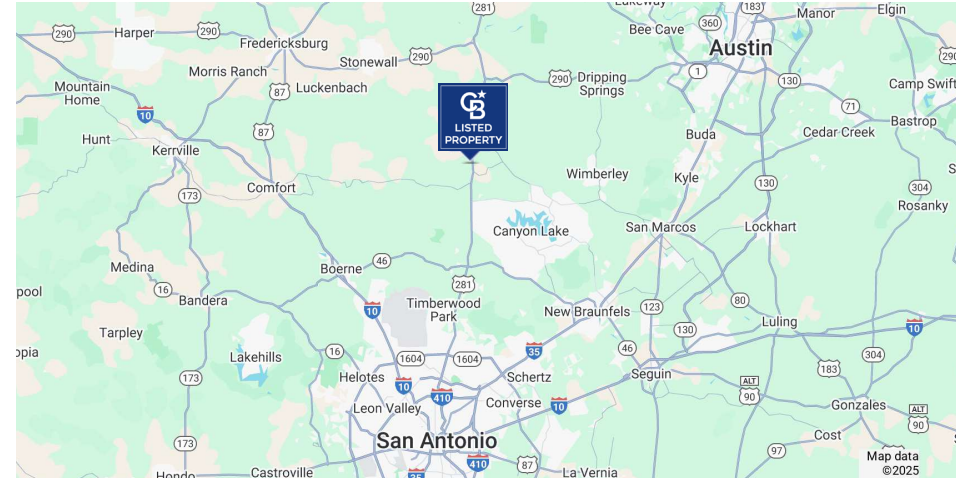 281
Lakeway
183
Manor
Elgin
290
Harper
290
Bee Cave
360
Fredericksburg
Austin
290
Stonewall
290
Morris Ranch
1
Mountain
Home
87
Luckenbach
290
Dripping
Springs
130
Camp Swift
CB
LISTED
PROPERTY
10
71
Bastrop
Hunt
87
Buda
Cedar Creek
Kerrville
Wimberley
Kyle
130
Comfort
173
304
Rosanky
Canyon Lake
San Marcos
Lockhart
Medina
Boerne
46
16
281
pool
Bandera
10
Timberwood
Park
New Braunfels
123
80
Luling
Tarpley
130
10
opia
Lakehills
16
1604
1604
35
46
304
173
Helotes
10
Schertz
Seguin
183
410
Converse
10
ALT
90
Leon Valley
Gonzales
ALT
90
San Antonio
Cost
173
97
Map data
©2025
410
87
Hondo
Castroville
35
La Vernia